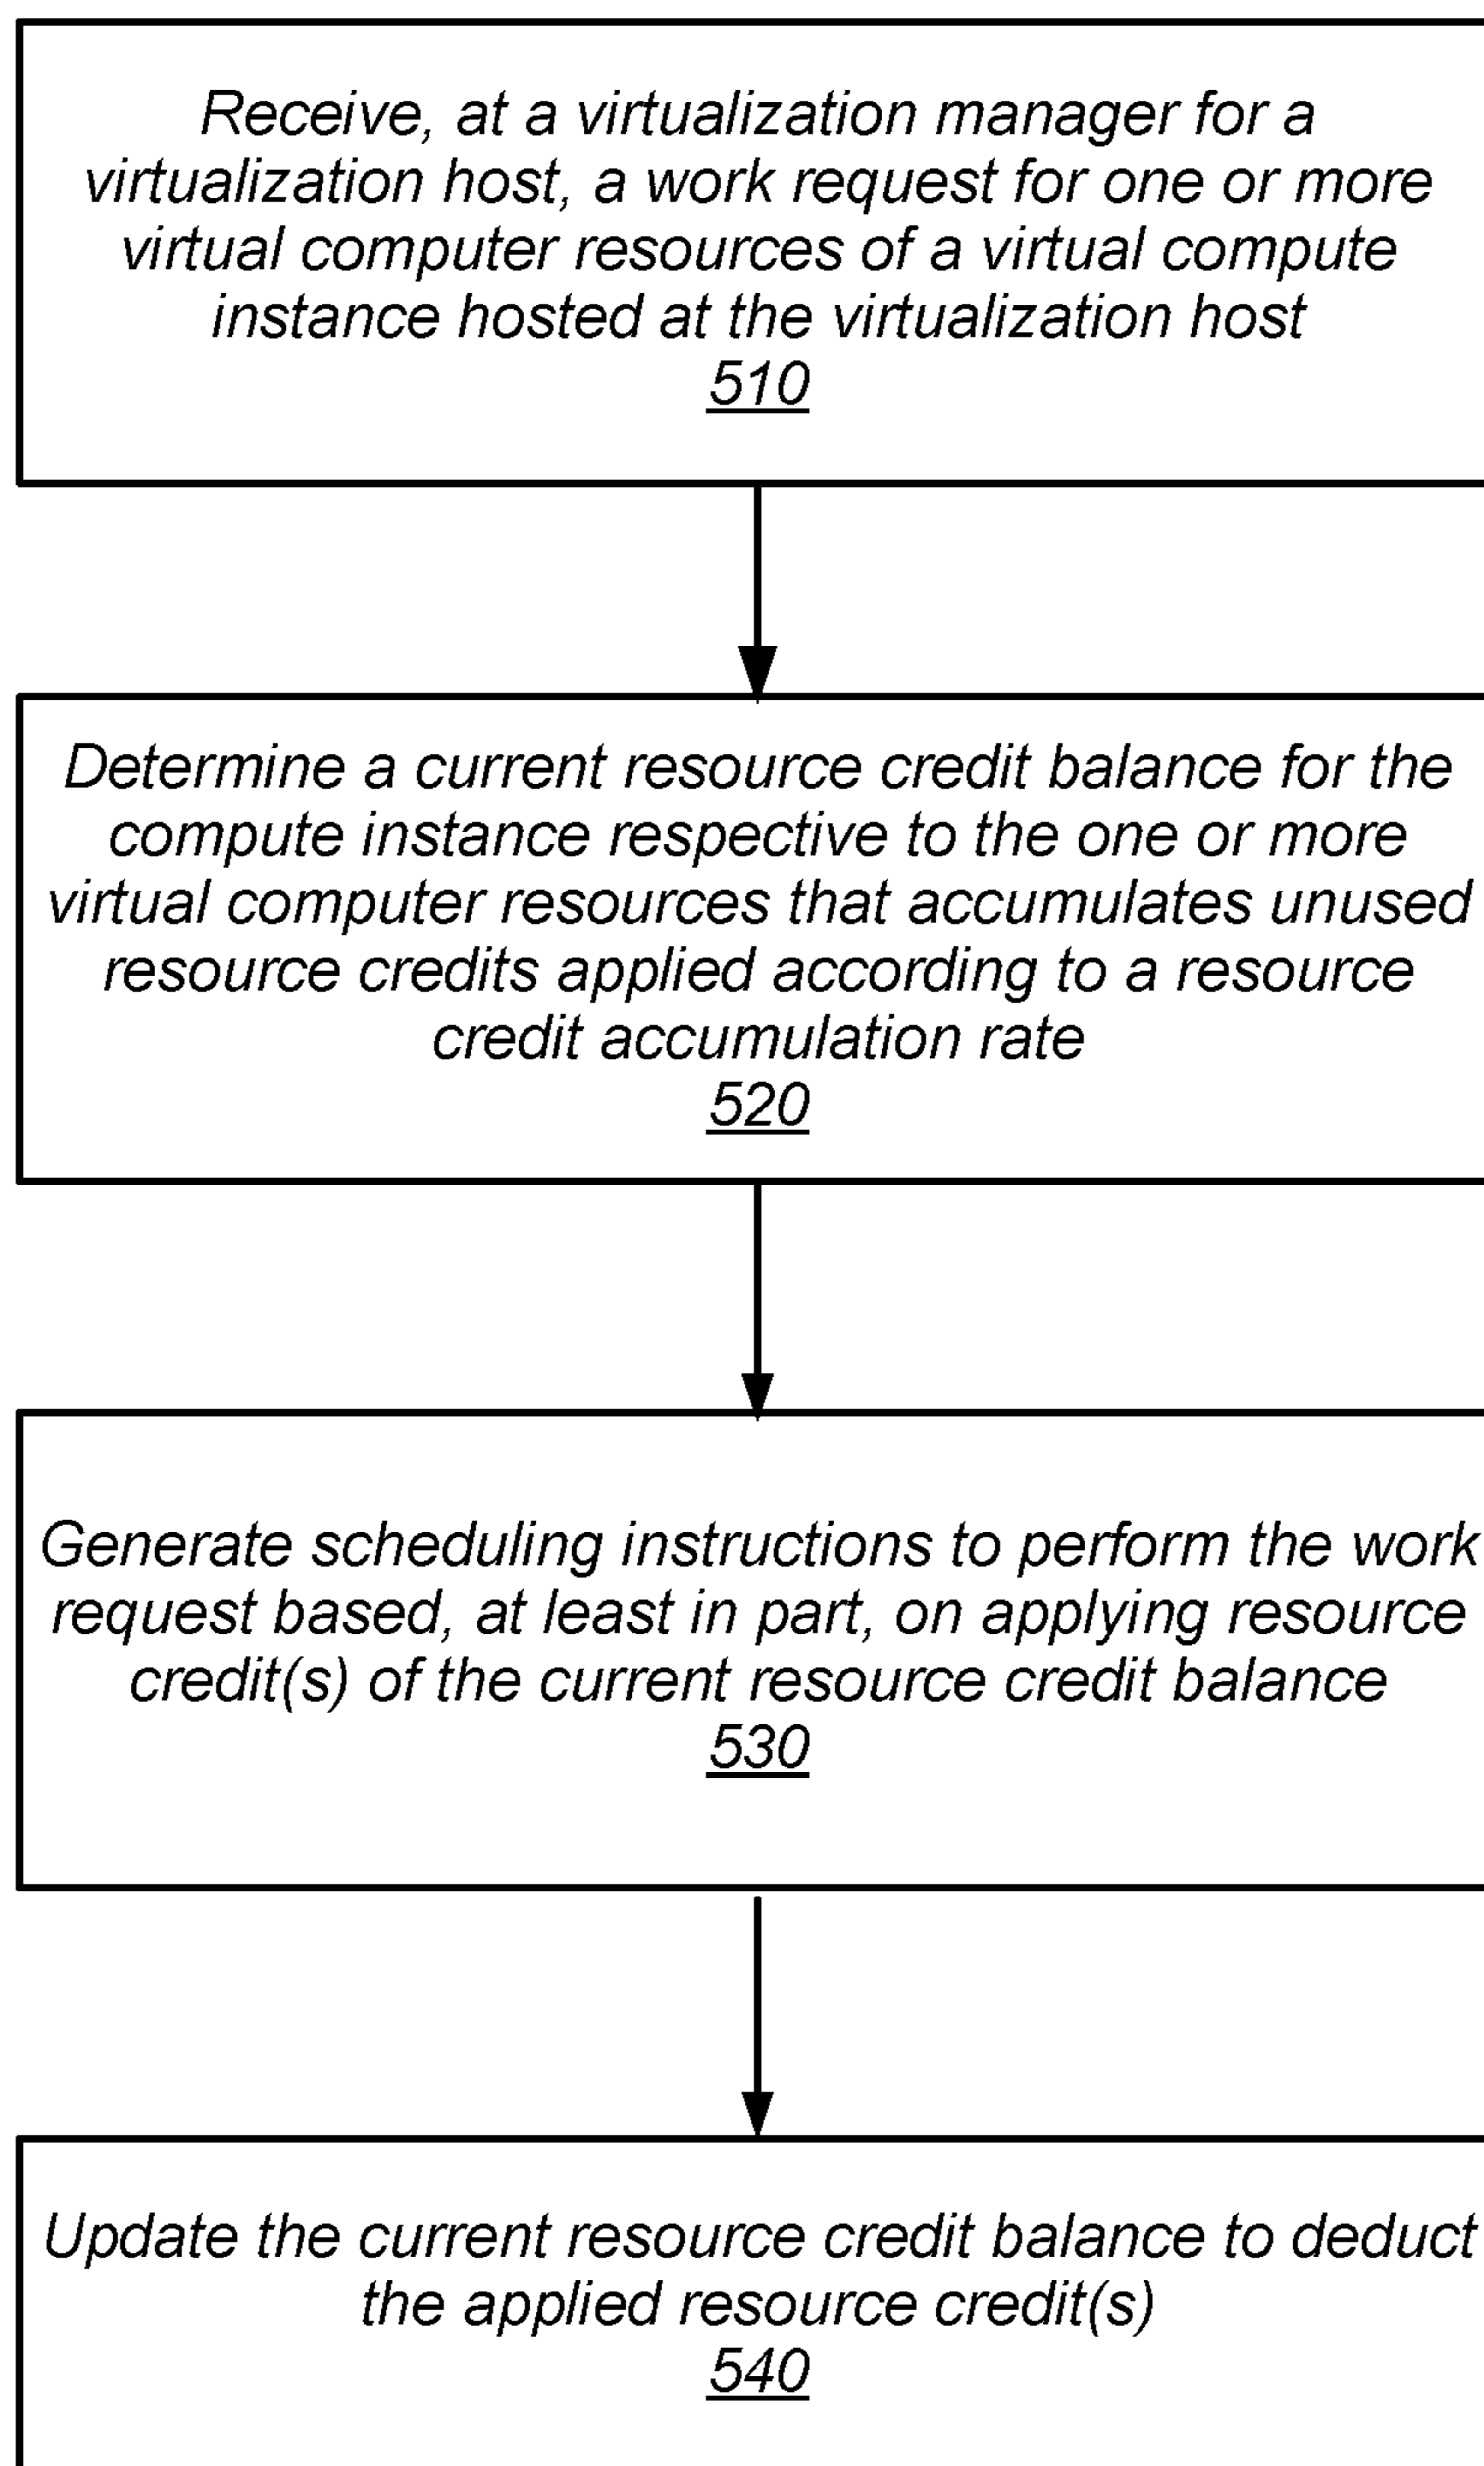 Receive, at a virtualization manager for a
virtualization host, a work request for one or more
virtual computer resources of a virtual compute
instance hosted at the virtualization host
510
Determine a current resource credit balance for the
compute instance respective to the one or more
virtual computer resources that accumulates unused
resource credits applied according to a resource
credit accumulation rate
520
Generate scheduling instructions to perform the work
request based, at least in part, on applying resource
credit(s) of the current resource credit balance
530
Update the current resource credit balance to deduct
the applied resource credit(s)
540